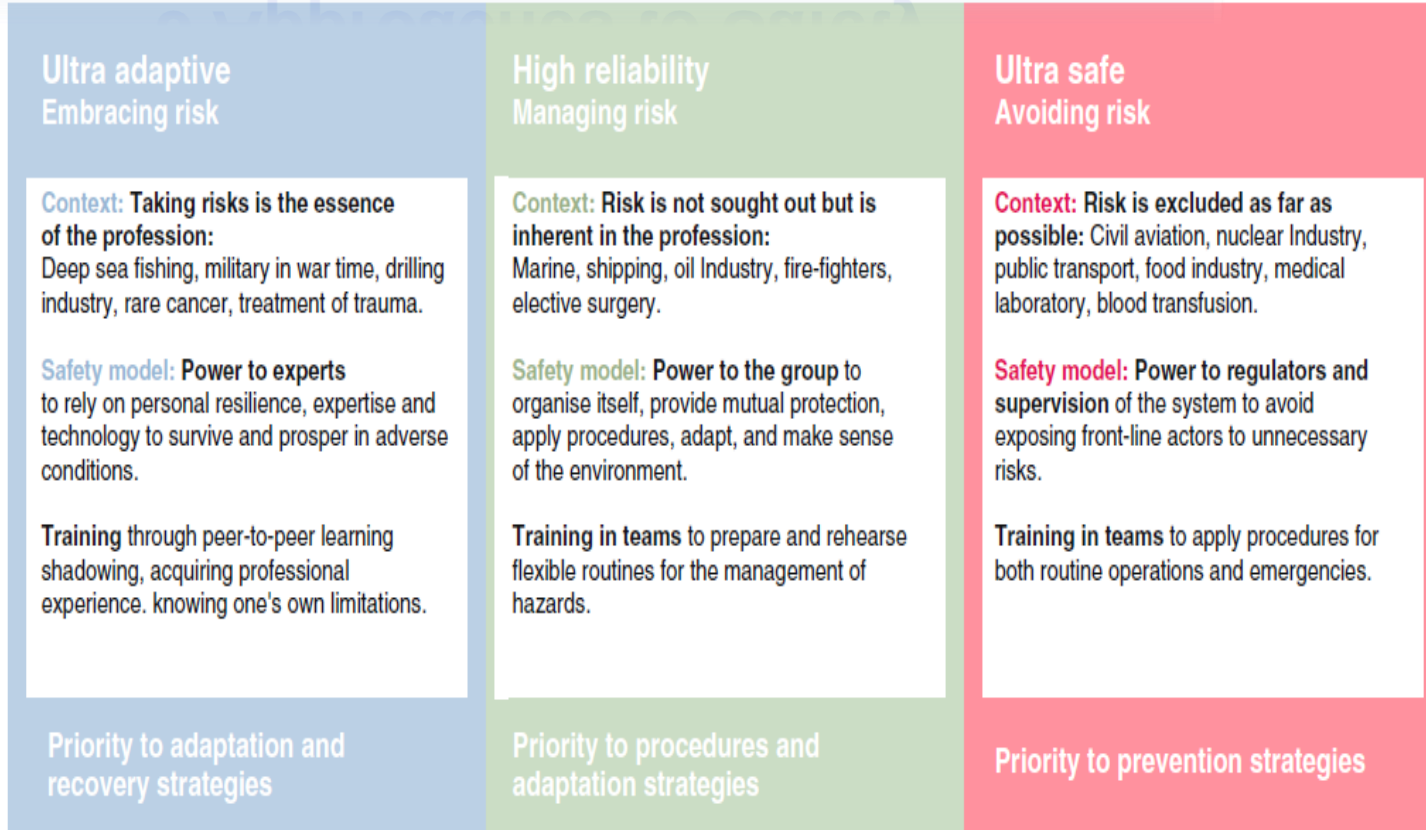 Ultra adaptive
Embracing risk
Context: Taking risks is the essence
of the profession:
Deep sea fishing, military in war time, drilling
industry, rare cancer, treatment of trauma.
Safety model: Power to experts
to rely on personal resilience, expertise and
technology to survive and prosper in adverse
conditions.
Training through peer-to-peer learning
shadowing, acquiring professional
experience. knowing one's own limitations.
Priority to adaptation and
recovery strategies
High reliability
Managing risk
Context: Risk is not sought out but is
inherent in the profession:
Marine, shipping, oil Industry, fire-fighters,
elective surgery.
Safety model: Power to the group to
organise itself, provide mutual protection,
apply procedures, adapt, and make sense
of the environment.
Training in teams to prepare and rehearse
flexible routines for the management of
hazards.
Priority to procedures and
adaptation strategies
Ultra safe
Avoiding risk
Context: Risk is excluded as far as
possible: Civil aviation, nuclear Industry,
public transport, food industry, medical
laboratory, blood transfusion.
Safety model: Power to regulators and
supervision of the system to avoid
exposing front-line actors to unnecessary
risks.
Training in teams to apply procedures for
both routine operations and emergencies.
Priority to prevention strategies